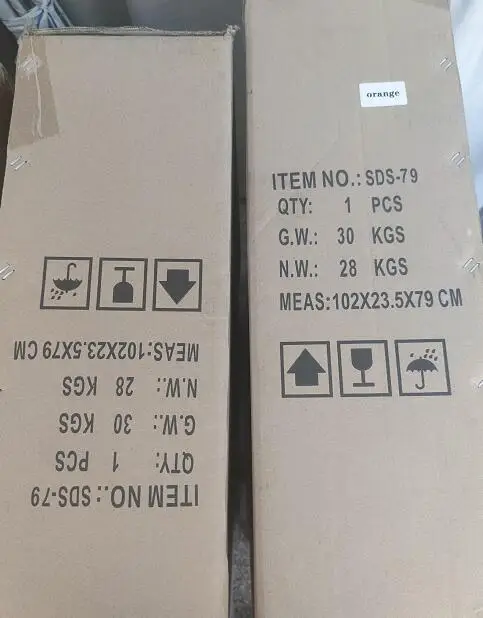 MEAS:102X23.5X79 CM
N.W.: 28 KGS
G.W.: 30 KGS
QTY: 1 PCS
ITEM NO.: SDS-79
orange
ITEM NO.: SDS-79
QTY: 1 PCS
G.W.: 30 KGS
N.W.: 28 KGS
MEAS:102X23.5X79 CM